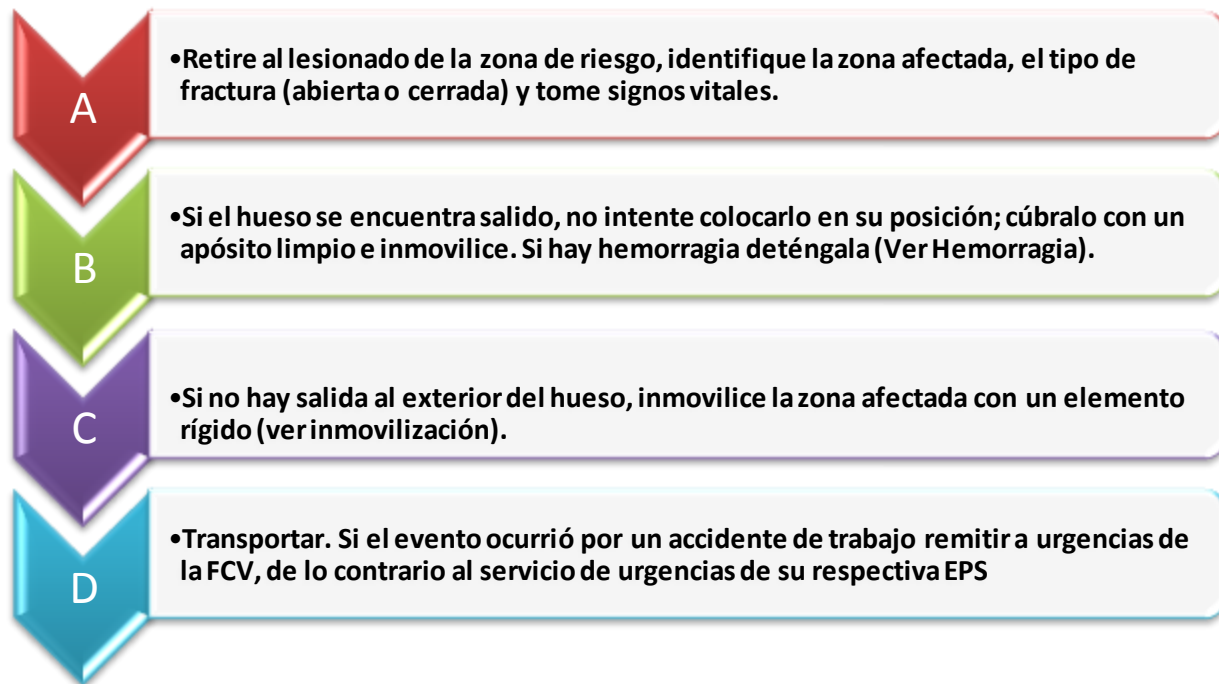 A
•Retire al lesionado de la zona de riesgo, identifique la zona afectada, el tipo de
fractura (abierta o cerrada) y tome signos vitales.
B
•Si el hueso se encuentra salido, no intente colocarlo en su posición; cúbralo con un
apósito limpio e inmovilice. Si hay hemorragia deténgala (Ver Hemorragia).
C
•Si no hay salida al exterior del hueso, inmovilice la zona afectada con un elemento
rígido (ver inmovilización).
D
•Transportar. Si el evento ocurrió por un accidente de trabajo remitir a urgencias de
la FCV, de lo contrario al servicio de urgencias de su respectiva EPS